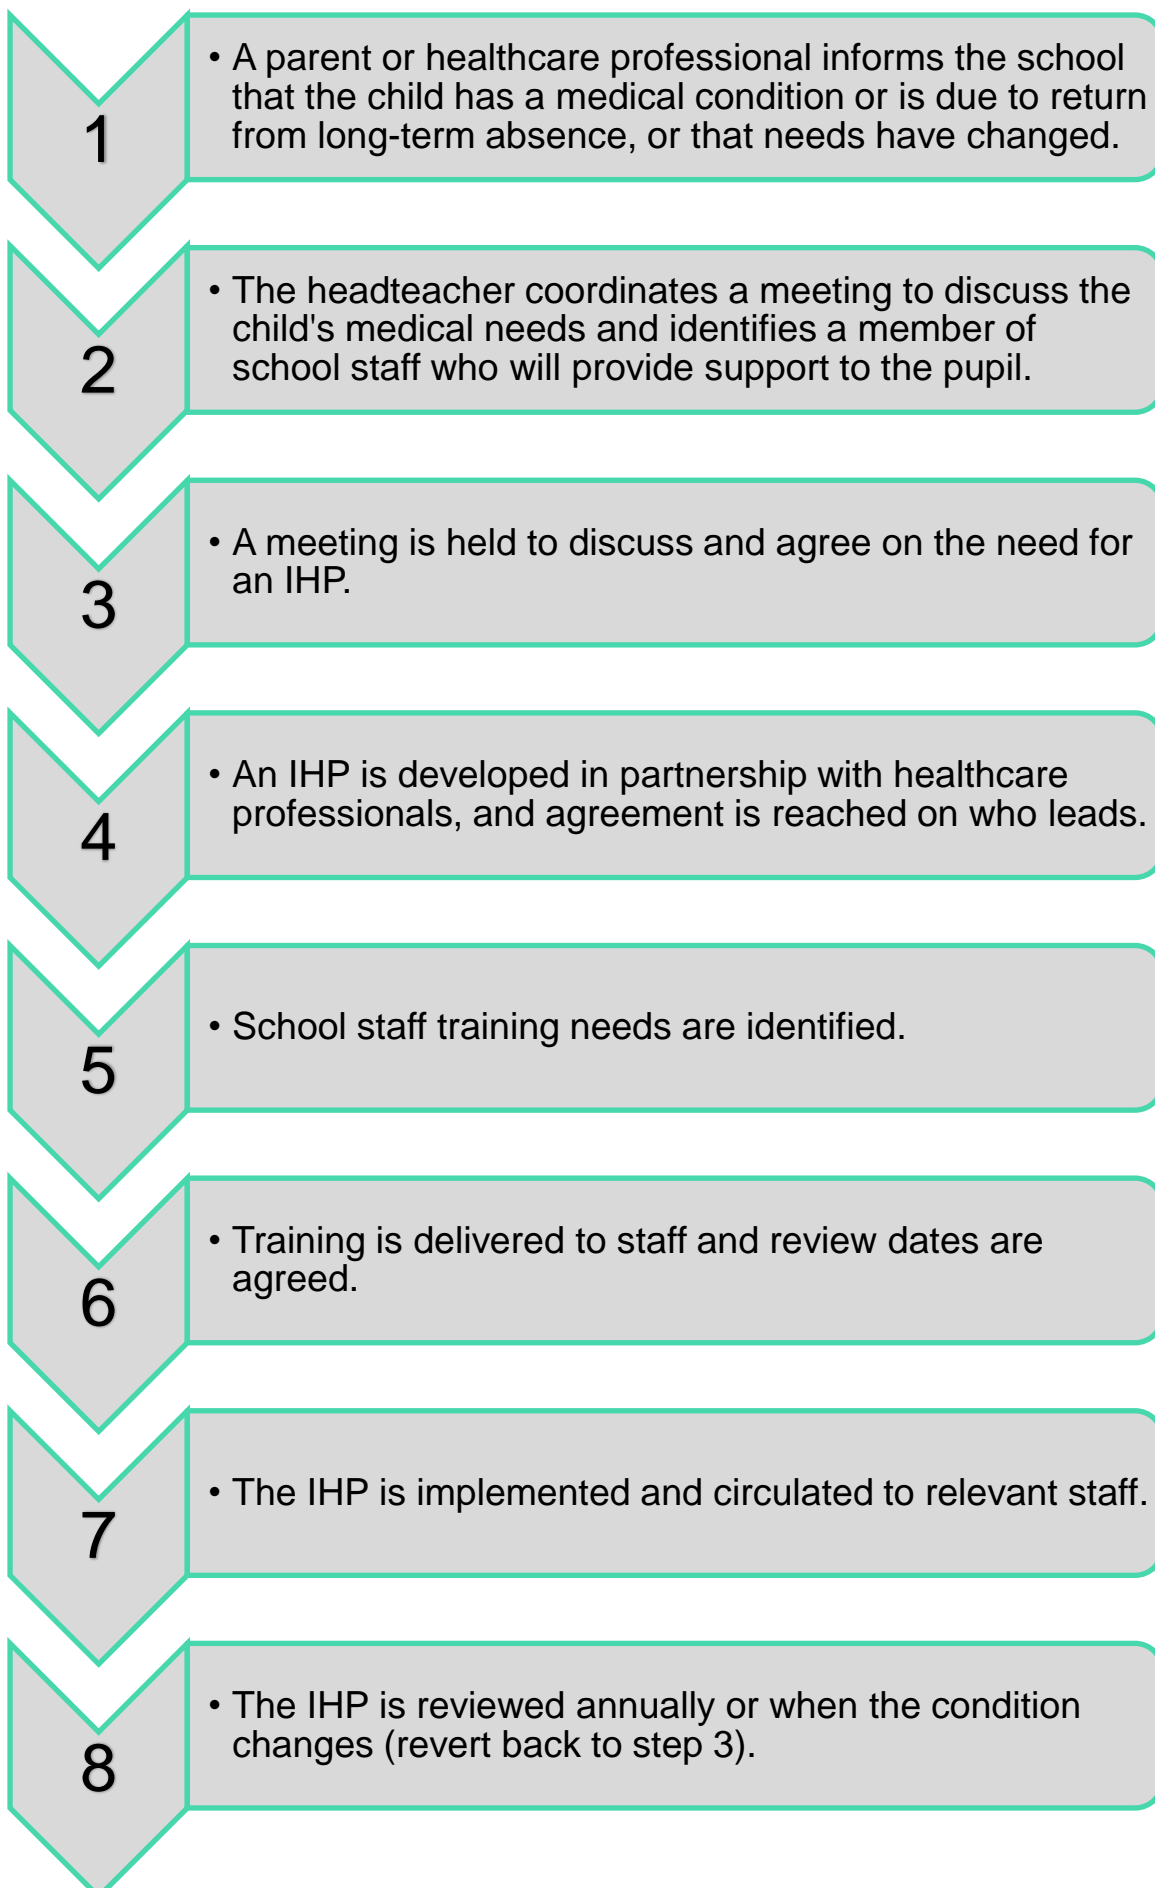 1
• A parent or healthcare professional informs the school
that the child has a medical condition or is due to return
from long-term absence, or that needs have changed.
2
• The headteacher coordinates a meeting to discuss the
child's medical needs and identifies a member of
school staff who will provide support to the pupil.
3
• A meeting is held to discuss and agree on the need for
an IHP.
4
• An IHP is developed in partnership with healthcare
professionals, and agreement is reached on who leads.
5
• School staff training needs are identified.
6
• Training is delivered to staff and review dates are
agreed.
7
• The IHP is implemented and circulated to relevant staff.
8
• The IHP is reviewed annually or when the condition
changes (revert back to step 3).